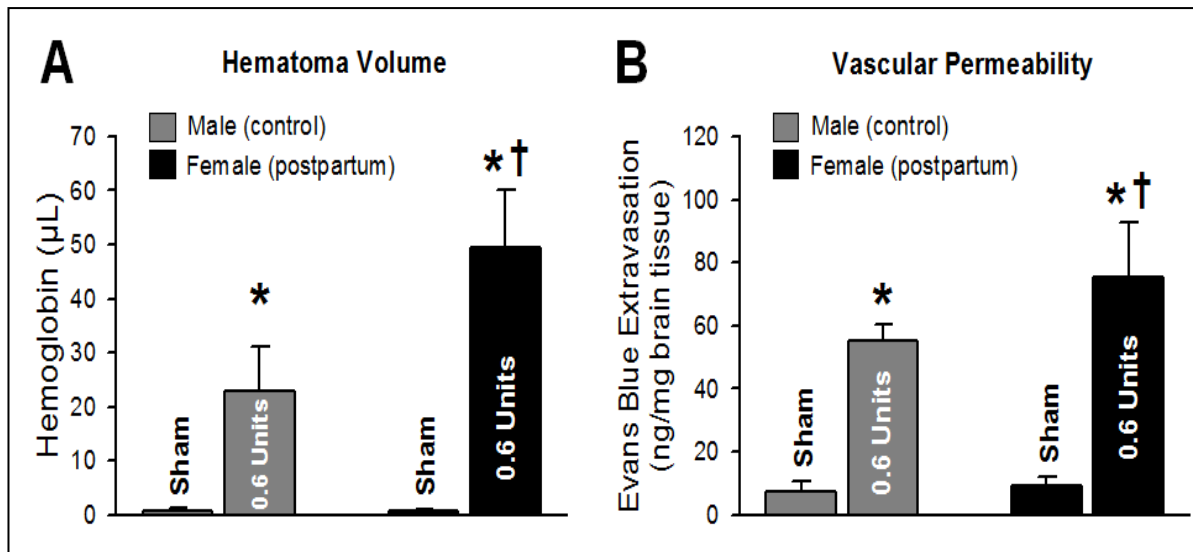 A
Hematoma Volume
Male (control)
Female (postpartum)
Hemoglobin (µL)
70
60
50
40
30
20
10
0
Sham
*
0.6 Units
Sham
*†
0.6 Units
B
Vascular Permeability
Male (control)
Female (postpartum)
Evans Blue Extravasation
(ng/mg brain tissue)
120
100
80
60
40
20
0
Sham
*
0.6 Units
Sham
*†
0.6 Units